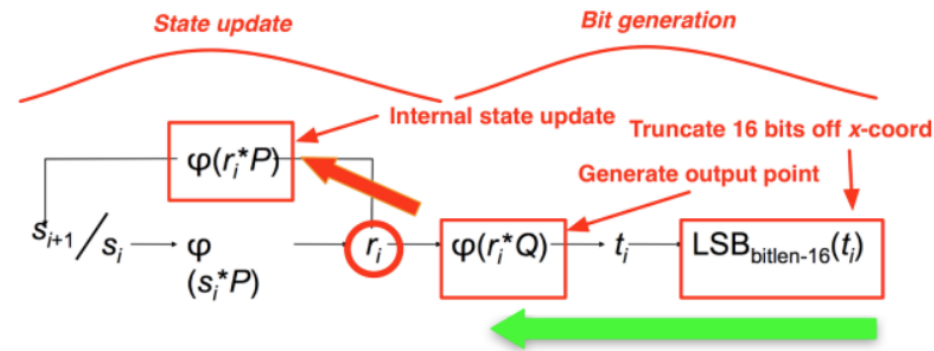 State update
Bit generation
Internal state update
Truncate 16 bits off x-coord
φ(rᵢ*P)
Generate output point
sᵢ₊₁/sᵢ
φ
(sᵢ*P)
rᵢ
φ(rᵢ*Q)
tᵢ
LSB_bitlen-16(tᵢ)